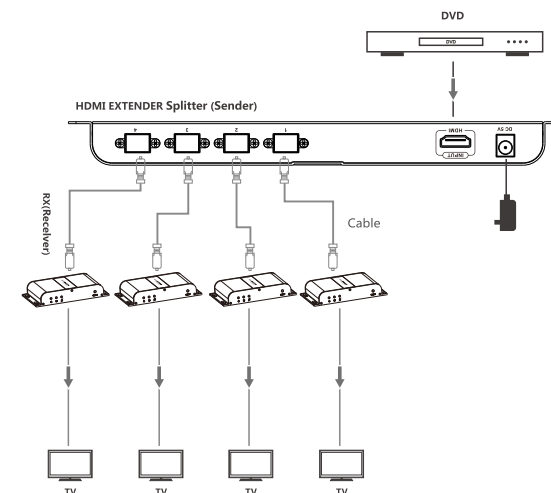 DVD
DVD
HDMI EXTENDER Splitter (Sender)
4 3 2 1
HDMI
INPUT
DC 5V
Cable
RX(Recelver)
TV TV TV TV